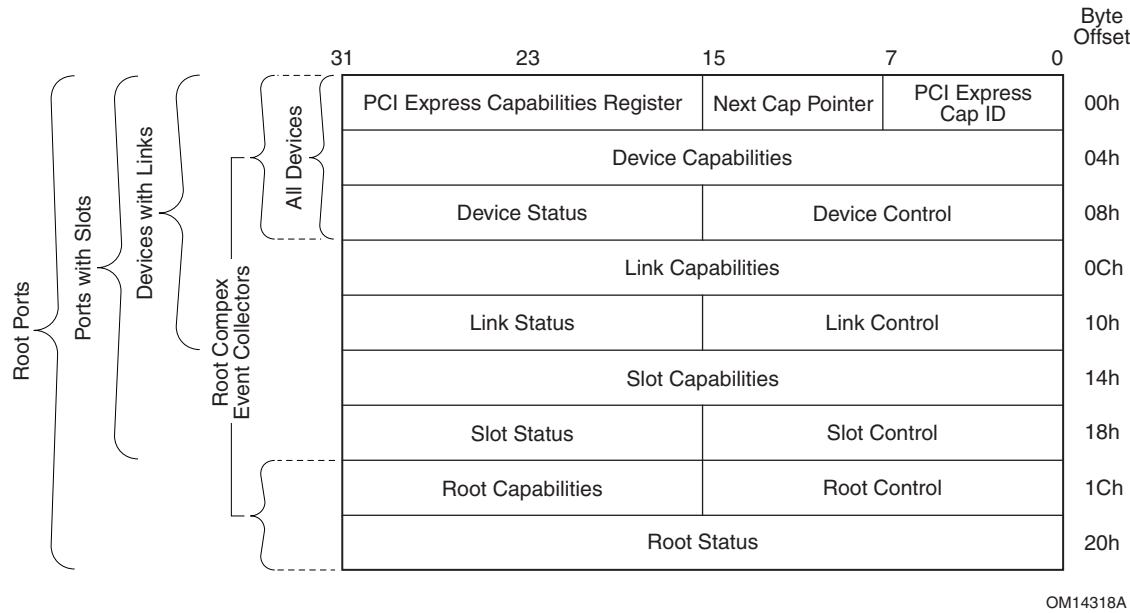 Byte
Offset
31 23 15 7 0
PCI Express Capabilities Register Next Cap Pointer PCI Express
Cap ID 00h
Device Capabilities 04h
Device Status Device Control 08h
Link Capabilities 0Ch
Link Status Link Control 10h
Slot Capabilities 14h
Slot Status Slot Control 18h
Root Capabilities Root Control 1Ch
Root Status 20h
Root Ports
Ports with Slots
Devices with Links
Root Compex
Event Collectors
All Devices
OM14318A